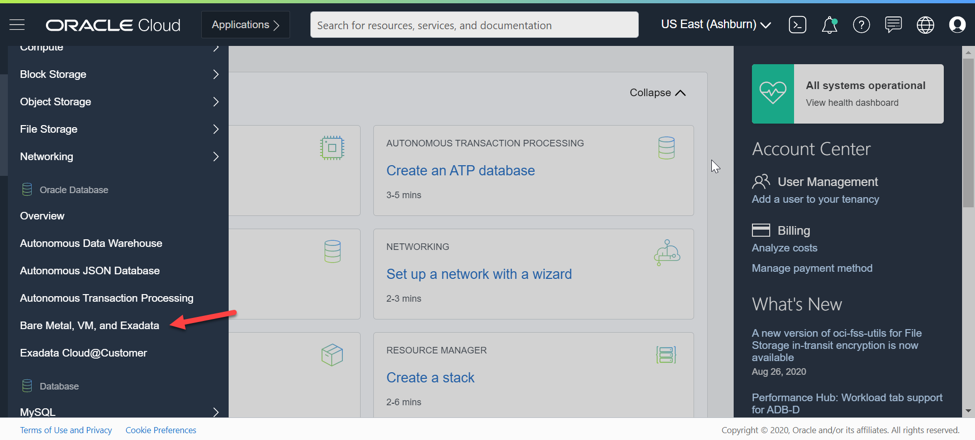 ORACLE Cloud
Applications
Search for resources, services, and documentation
US East (Ashburn)
Compute
Block Storage
Object Storage
File Storage
Networking
Oracle Database
Overview
Autonomous Data Warehouse
Autonomous JSON Database
Autonomous Transaction Processing
Bare Metal, VM, and Exadata
Exadata Cloud@Customer
Database
MySQL
Collapse
AUTONOMOUS TRANSACTION PROCESSING
Create an ATP database
3-5 mins
NETWORKING
Set up a network with a wizard
2-3 mins
RESOURCE MANAGER
Create a stack
2-6 mins
All systems operational
View health dashboard
Account Center
User Management
Add a user to your tenancy
Billing
Analyze costs
Manage payment method
What's New
A new version of oci-fss-utils for File
Storage in-transit encryption is now
available
Aug 26, 2020
Performance Hub: Workload tab support
for ADB-D
Terms of Use and Privacy
Cookie Preferences
Copyright © 2020, Oracle and/or its affiliates. All rights reserved.